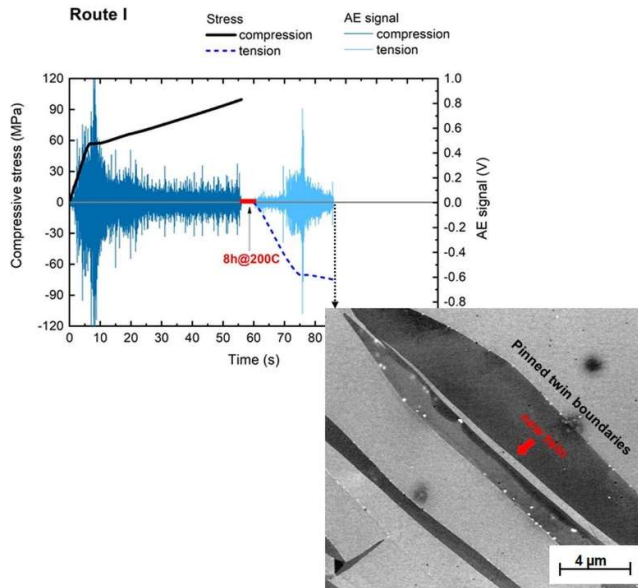 Route I
Stress
compression
tension
AE signal
compression
tension
Compressive stress (MPa)
120
90
60
30
0
-30
-60
-90
-120
1.0
0.8
0.6
0.4
0.2
0.0
-0.2
-0.4
-0.6
-0.8
AE signal (V)
8h@200C
0 10 20 30 40 50 60 70 80
Time (s)
Pinned twin boundaries
new twin
4 µm